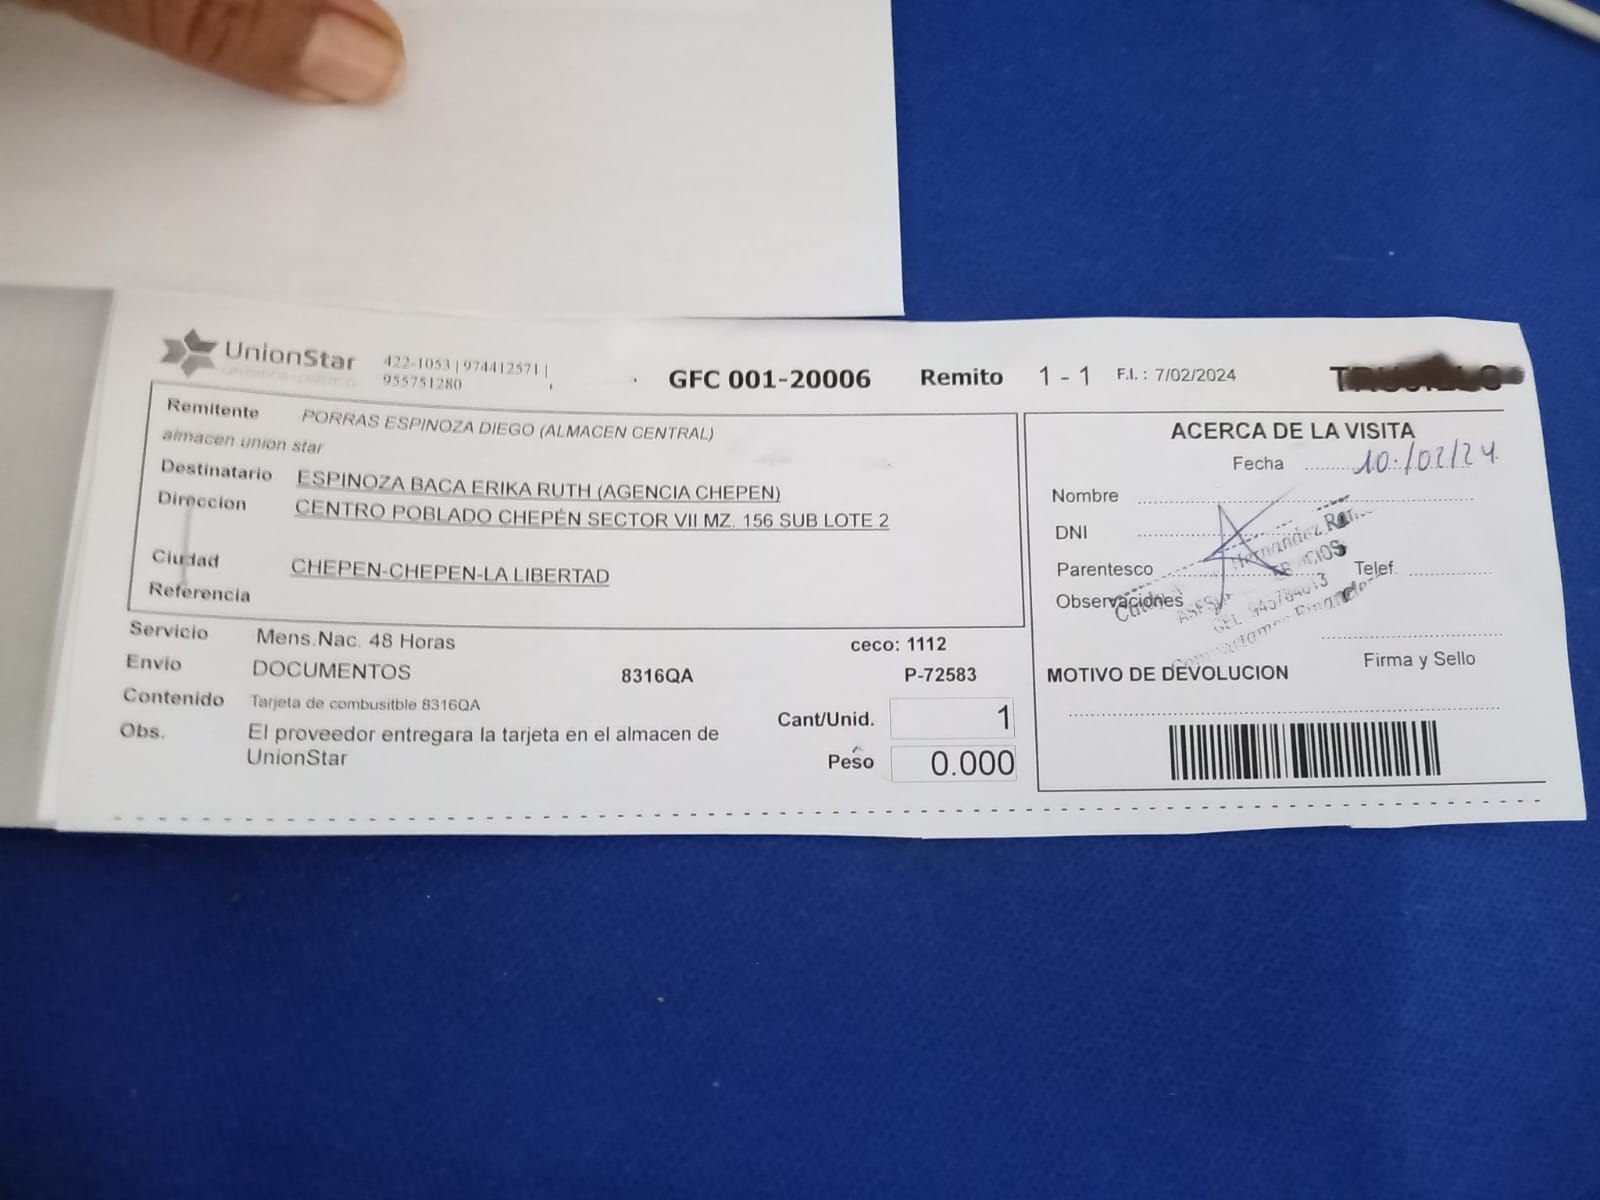 UnionStar
422-1053 | 974412571 |
955751280
GFC 001-20006 Remito 1 - 1 F.I. : 7/02/2024
Remitente PORRAS ESPINOZA DIEGO (ALMACEN CENTRAL)
almacen union star
Destinatario ESPINOZA BACA ERIKA RUTH (AGENCIA CHEPEN)
Direccion CENTRO POBLADO CHEPÉN SECTOR VII MZ. 156 SUB LOTE 2
Ciudad CHEPEN-CHEPEN-LA LIBERTAD
Referencia
Servicio Mens.Nac. 48 Horas ceco: 1112
Envio DOCUMENTOS 8316QA P-72583
Contenido Tarjeta de combusitble 8316QA
Cant/Unid. 1
Obs. El proveedor entregara la tarjeta en el almacen de
UnionStar
Peso 0.000
ACERCA DE LA VISITA
Fecha 10/02/24
Nombre
DNI
Parentesco Telef.
Observaciones
Firma y Sello
MOTIVO DE DEVOLUCION